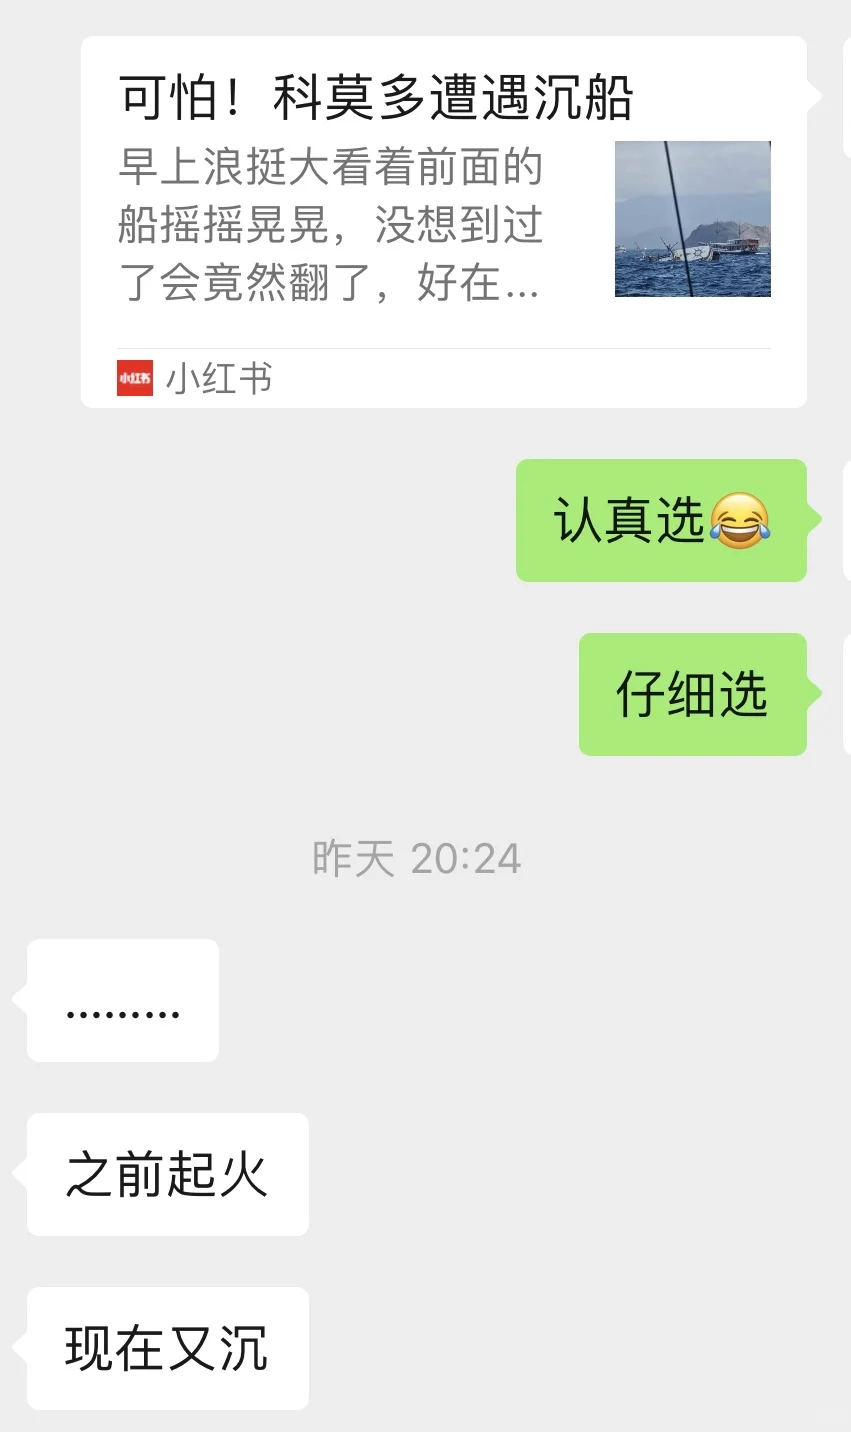 可怕！科莫多遭遇沉船
早上浪挺大看着前面的
船摇摇晃晃，没想到过
了会竟然翻了，好在...
小红书
小红书
认真选😂
仔细选
昨天 20:24
.........
之前起火
现在又沉